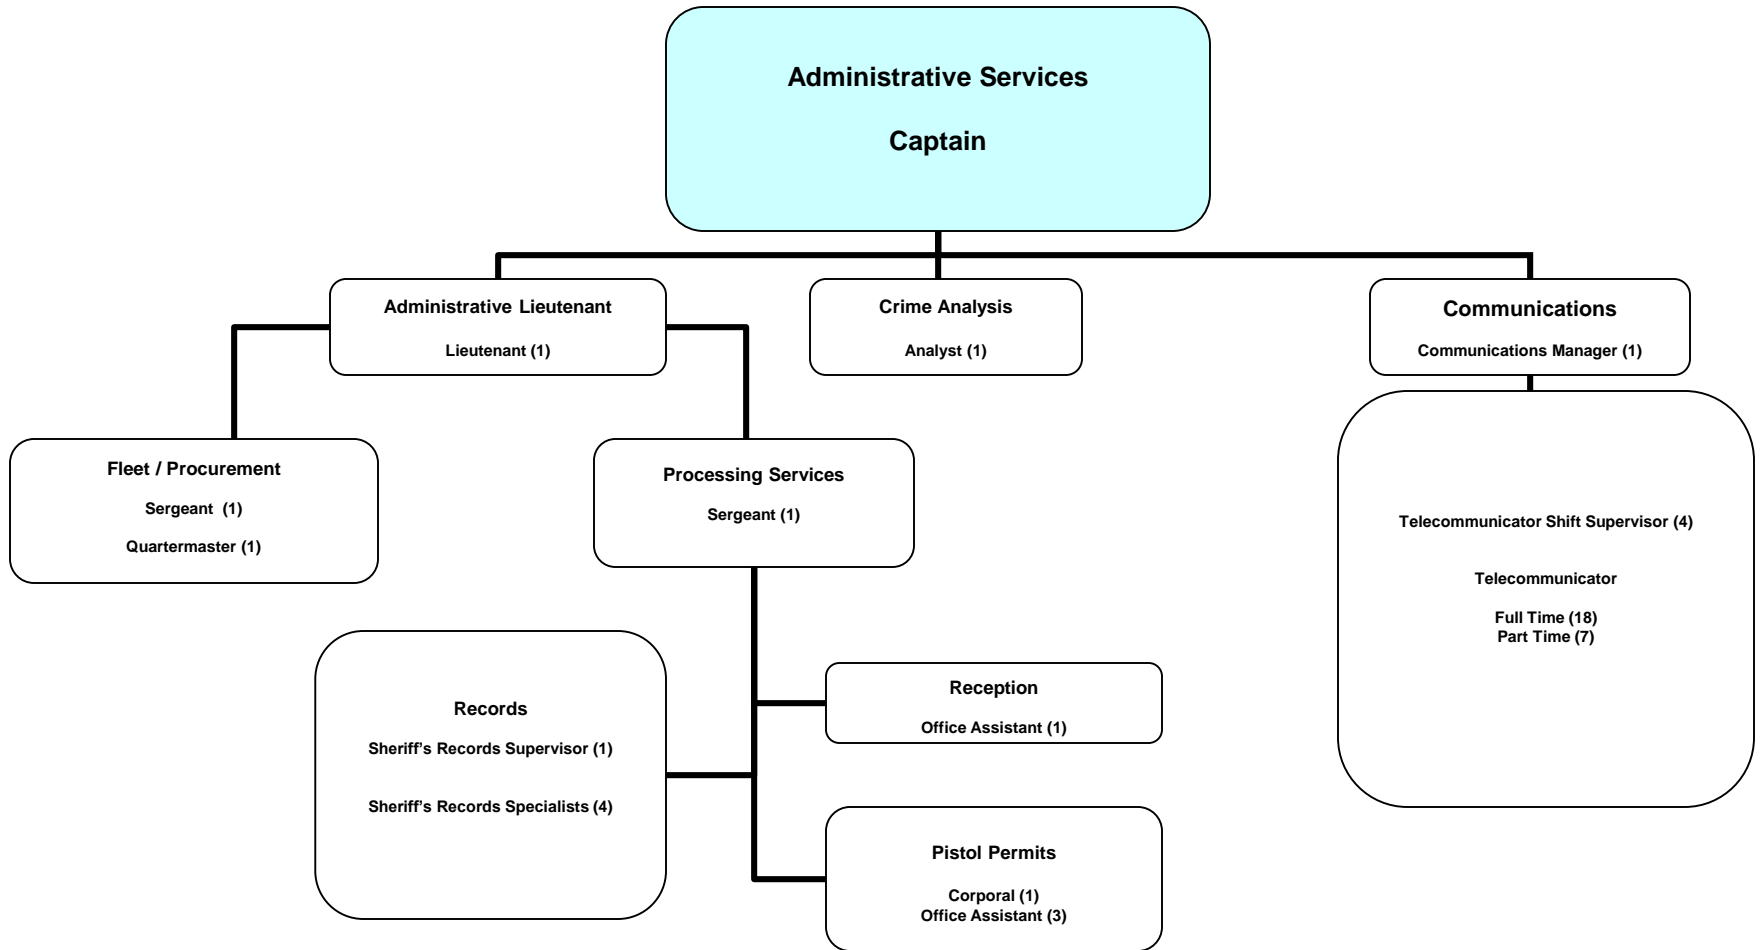 Administrative Services
Captain
Administrative Lieutenant
Lieutenant (1)
Crime Analysis
Analyst (1)
Communications
Communications Manager (1)
Fleet / Procurement
Sergeant (1)
Quartermaster (1)
Processing Services
Sergeant (1)
Telecommunicator Shift Supervisor (4)
Telecommunicator
Full Time (18)
Part Time (7)
Records
Sheriff’s Records Supervisor (1)
Sheriff’s Records Specialists (4)
Reception
Office Assistant (1)
Pistol Permits
Corporal (1)
Office Assistant (3)